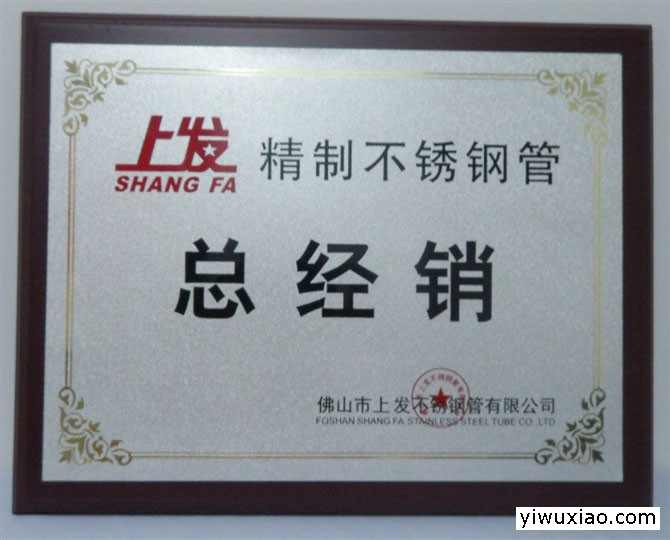 上发 精制不锈钢管
SHANG FA
总经销
佛山市上发不锈钢管有限公司
FOSHAN SHANG FA STAINLESS STEEL TUBE CO .,LTD
yiwuxiao.com